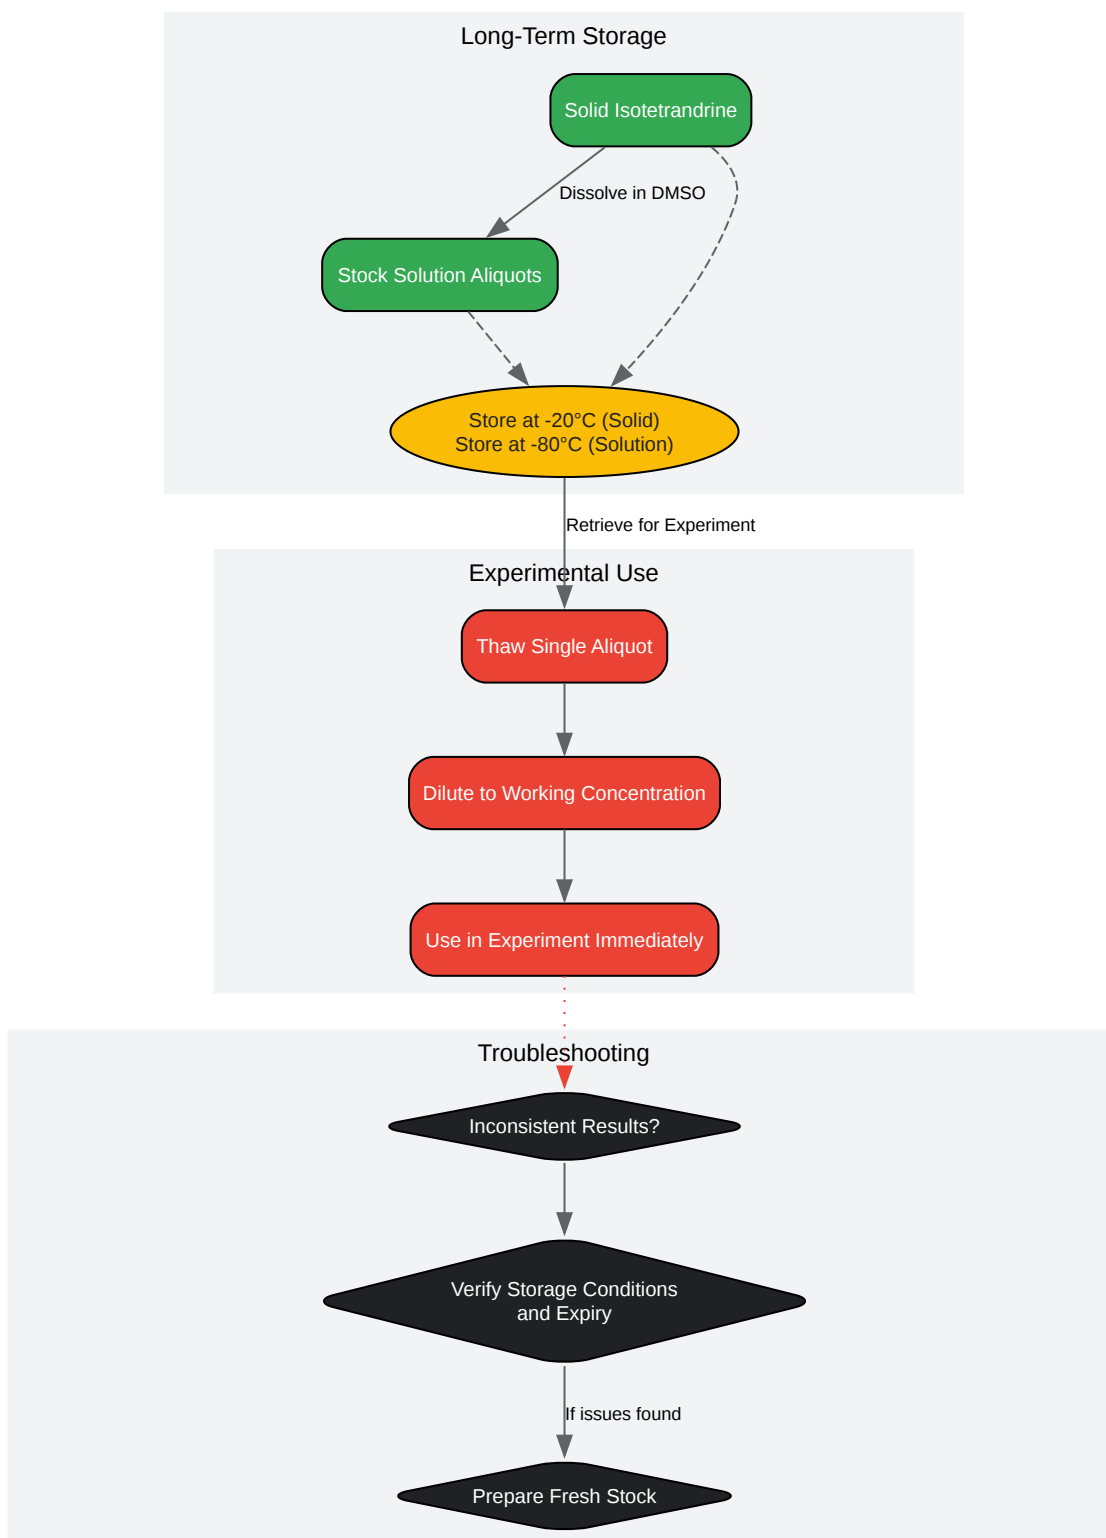 Long-Term Storage
Solid Isotetrandrine
Dissolve in DMSO
Stock Solution Aliquots
Store at -20°C (Solid)
Store at -80°C (Solution)
Retrieve for Experiment
Experimental Use
Thaw Single Aliquot
Dilute to Working Concentration
Use in Experiment Immediately
Troubleshooting
Inconsistent Results?
Verify Storage Conditions
and Expiry
If issues found
Prepare Fresh Stock